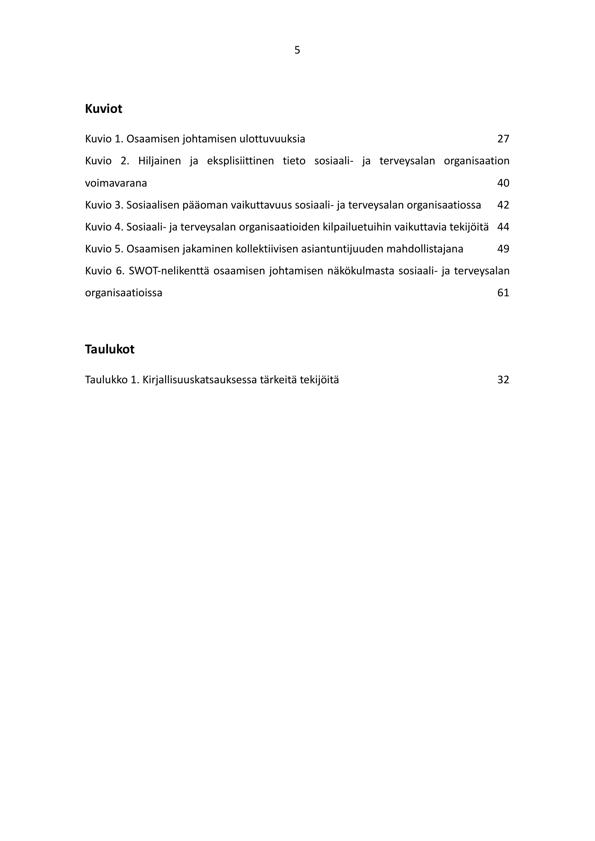 5
Kuviot
Kuvio 1. Osaamisen johtamisen ulottuvuuksia 27
Kuvio 2. Hiljainen ja eksplisiittinen tieto sosiaali- ja terveysalan organisaation
voimavarana 40
Kuvio 3. Sosiaalisen pääoman vaikuttavuus sosiaali- ja terveysalan organisaatiossa 42
Kuvio 4. Sosiaali- ja terveysalan organisaatioiden kilpailuetuihin vaikuttavia tekijöitä 44
Kuvio 5. Osaamisen jakaminen kollektiivisen asiantuntijuuden mahdollistajana 49
Kuvio 6. SWOT-nelikenttä osaamisen johtamisen näkökulmasta sosiaali- ja terveysalan
organisaatioissa 61
Taulukot
Taulukko 1. Kirjallisuuskatsauksessa tärkeitä tekijöitä 32